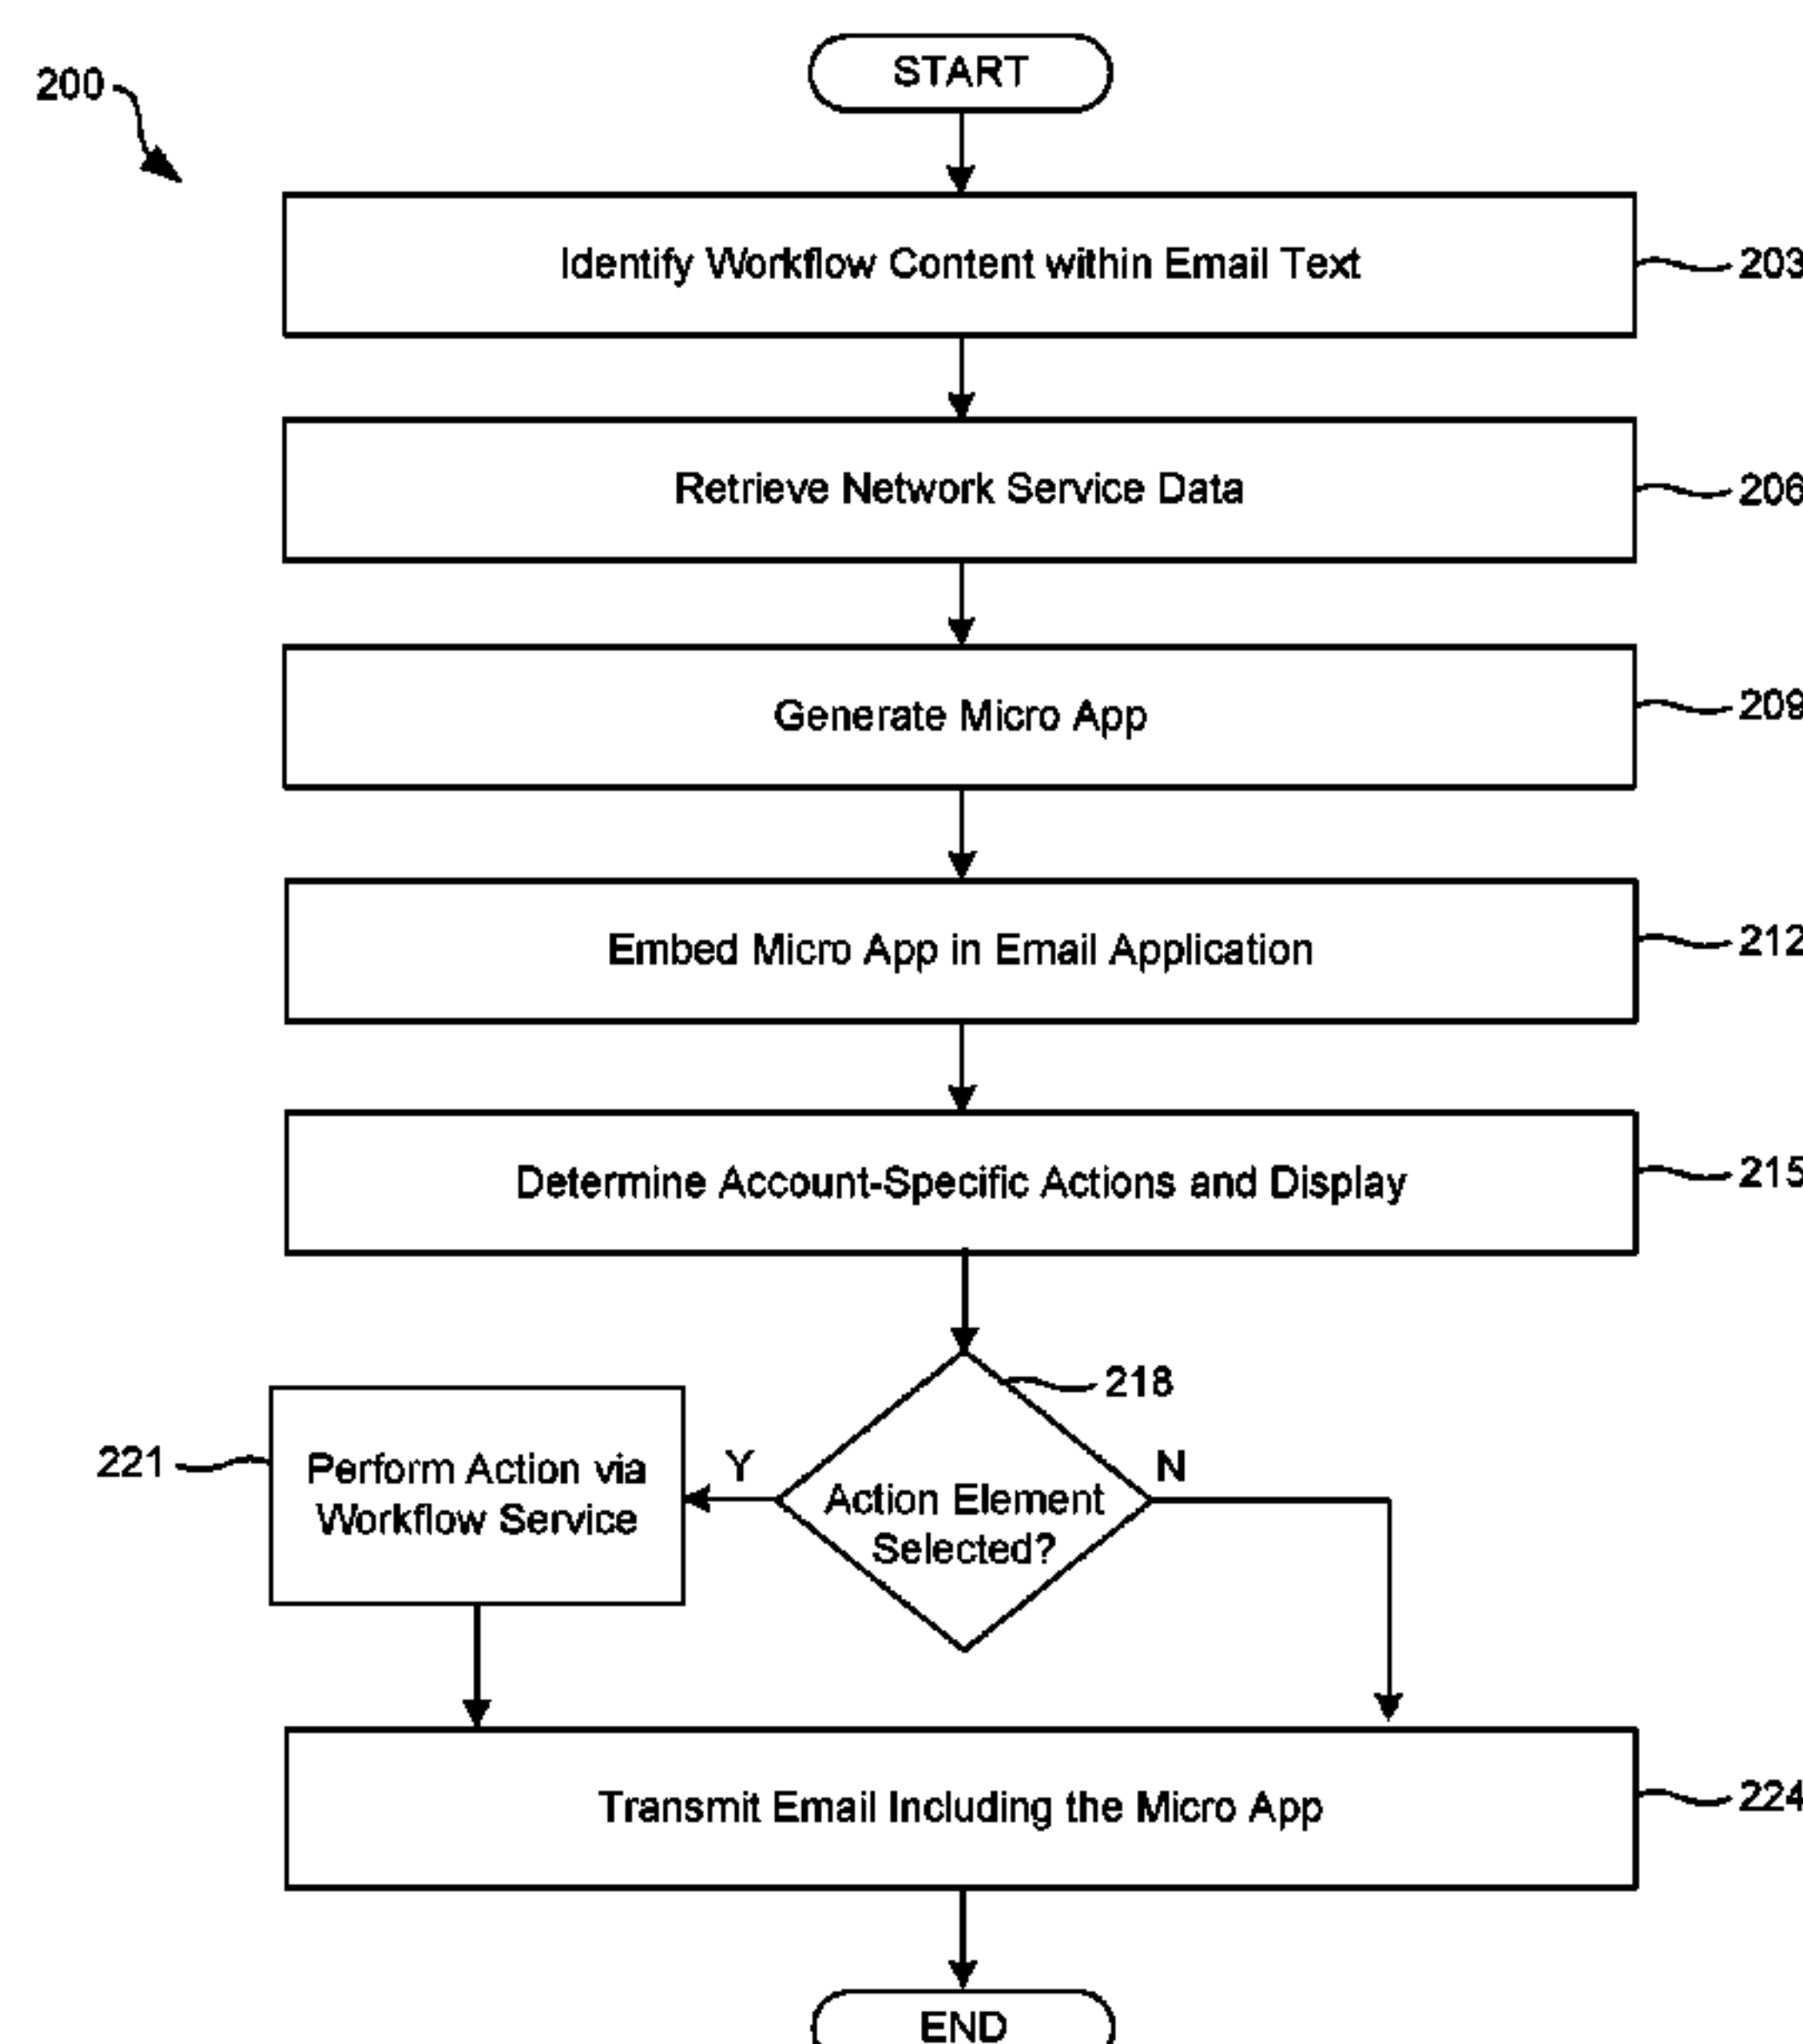 START
200
Identify Workflow Content within Email Text
203
Retrieve Network Service Data
206
Generate Micro App
209
Embed Micro App in Email Application
212
Determine Account-Specific Actions and Display
215
218
221
Perform Action via
Workflow Service
Y
Action Element
Selected?
N
Transmit Email Including the Micro App
224
END